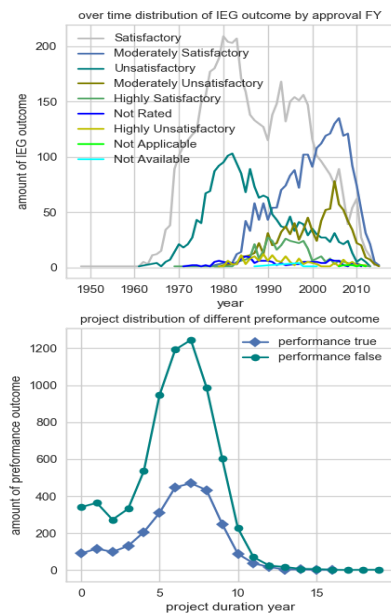 over time distribution of IEG outcome by approval FY
Satisfactory
Moderately Satisfactory
Unsatisfactory
Moderately Unsatisfactory
Highly Satisfactory
Not Rated
Highly Unsatisfactory
Not Applicable
Not Available
amount of IEG outcome
200
150
100
50
0
1950 1960 1970 1980 1990 2000 2010
year
project distribution of different preformance outcome
performance true
performance false
amount of preformance outcome
1200
1000
800
600
400
200
0
0 5 10 15
project duration year